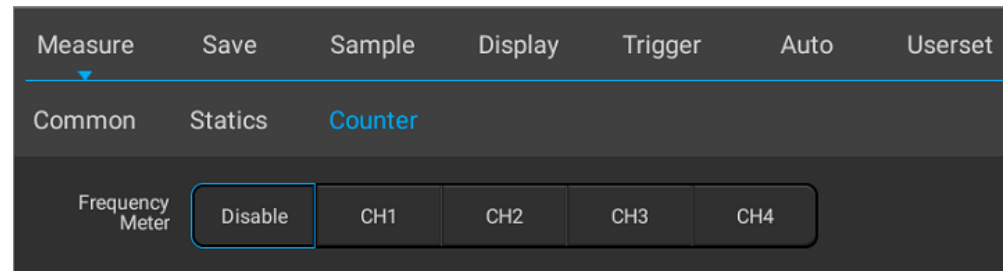 Measure Save Sample Display Trigger Auto Userset
Common Statics Counter
Frequency
Meter
Disable CH1 CH2 CH3 CH4